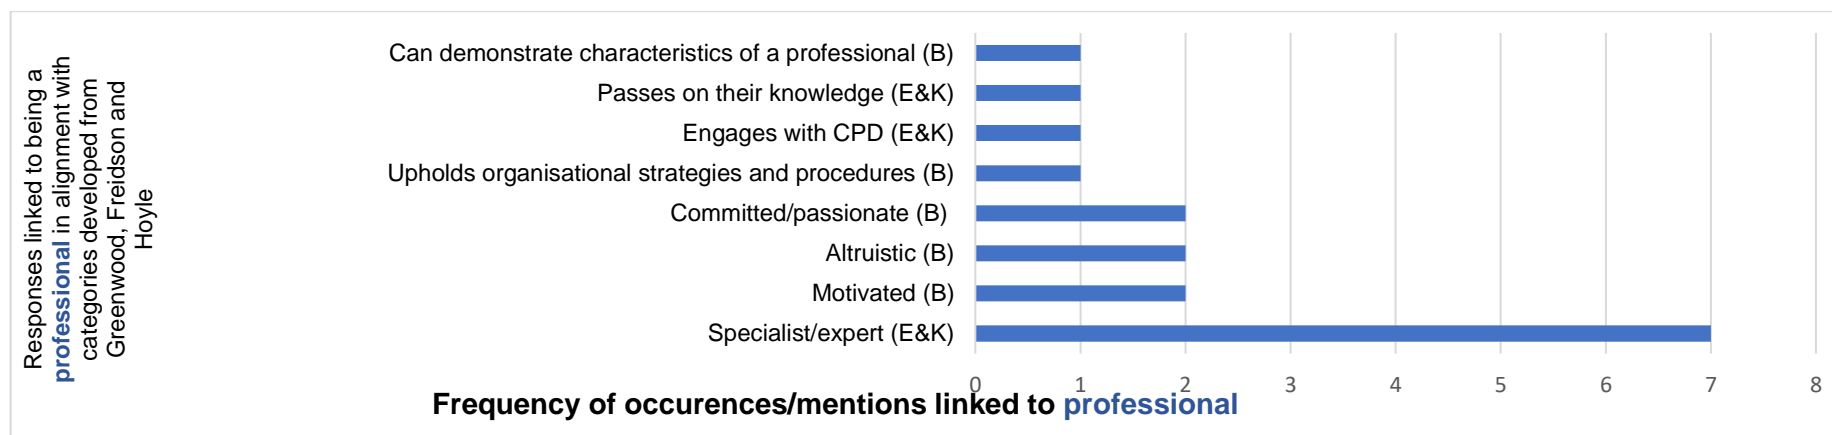 Responses linked to being a
professional in alignment with
categories developed from
Greenwood, Freidson and
Hoyle
Can demonstrate characteristics of a professional (B)
Passes on their knowledge (E&K)
Engages with CPD (E&K)
Upholds organisational strategies and procedures (B)
Committed/passionate (B)
Altruistic (B)
Motivated (B)
Specialist/expert (E&K)
0 1 2 3 4 5 6 7 8
Frequency of occurences/mentions linked to professional